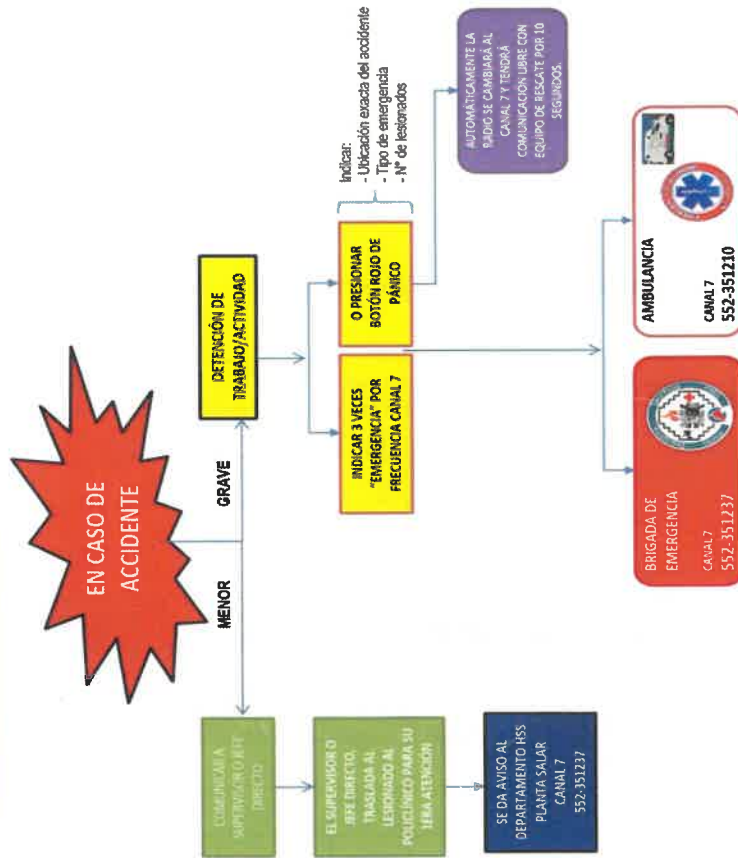 EN CASO DE
ACCIDENTE
MENOR
GRAVE
COMUNICAR A
SUPERVISOR O JEFE
DIRECTO
EL SUPERVISOR O
JEFE DIRECTO,
TRASLADA AL
LESIONADO AL
POLICLÍNICO PARA SU
1ERA ATENCIÓN
SE DA AVISO AL
DEPARTAMENTO HSS
PLANTA SALAR
CANAL 7
552-351237
DETENCIÓN DE
TRABAJO/ACTIVIDAD
INDICAR 3 VECES
"EMERGENCIA" POR
FRECUENCIA CANAL 7
O PRESIONAR
BOTÓN ROJO DE
PÁNICO
Indicar:
- Ubicación exacta del accidente
- Tipo de emergencia
- N° de lesionados
AUTOMÁTICAMENTE LA
RADIO SE CAMBIARÁ AL
CANAL 7 Y TENDRÁ
COMUNICACIÓN LIBRE CON
EQUIPO DE RESCATE POR 10
SEGUNDOS.
BRIGADA DE
EMERGENCIA
CANAL 7
552-351237
AMBULANCIA
CANAL 7
552-351210